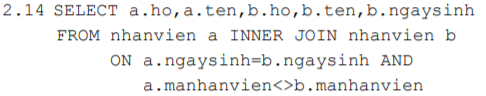 2.14 SELECT a.ho,a.ten,b.ho,b.ten,b.ngaysinh
FROM nhanvien a INNER JOIN nhanvien b
ON a.ngaysinh=b.ngaysinh AND
a.manhanvien<>b.manhanvien